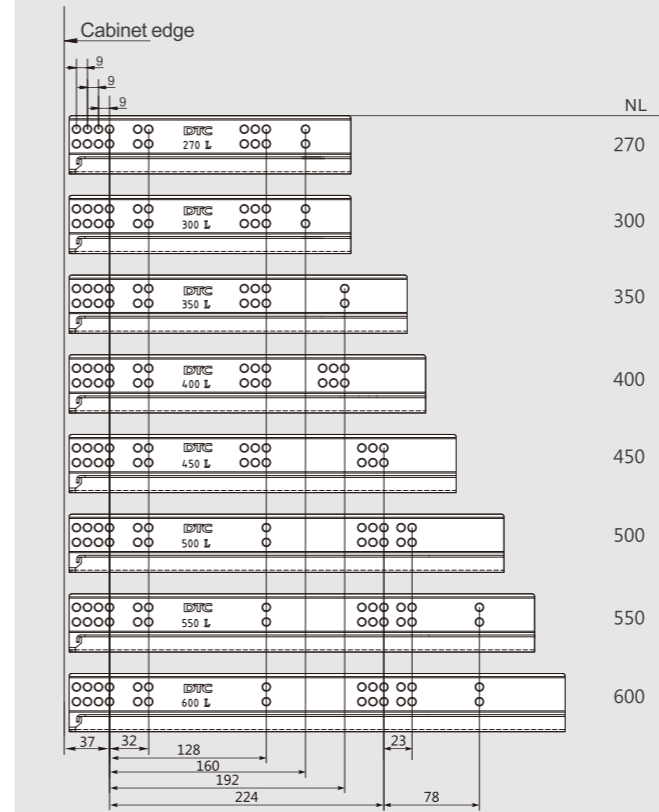 Cabinet edge
9
9
9
NL
DTC
270 L
270
DTC
300 L
300
DTC
350 L
350
DTC
400 L
400
DTC
450 L
450
DTC
500 L
500
DTC
550 L
550
DTC
600 L
600
37 32 23
128
160
192
224 78